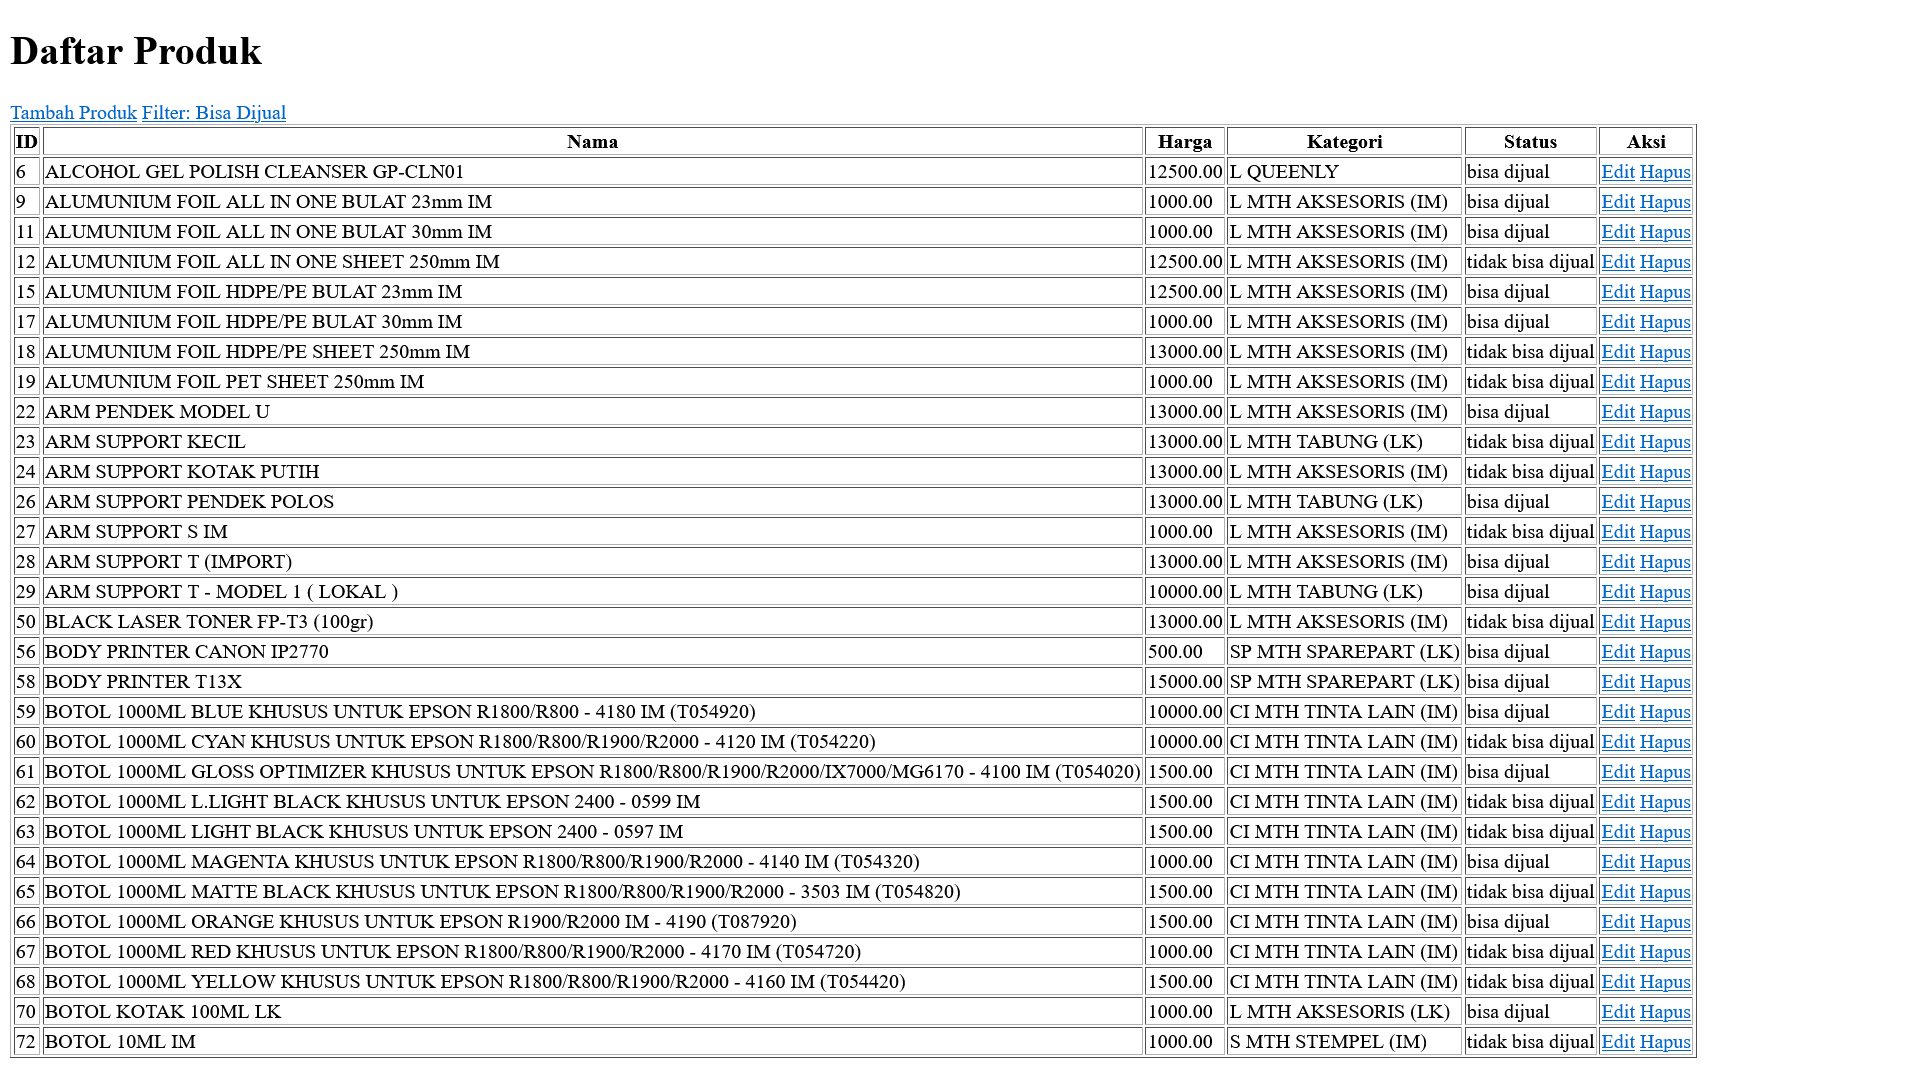 Daftar Produk
Tambah Produk Filter: Bisa Dijual
ID Nama Harga Kategori Status Aksi
6 ALCOHOL GEL POLISH CLEANSER GP-CLN01 12500.00 L QUEENLY bisa dijual Edit Hapus
9 ALUMUNIUM FOIL ALL IN ONE BULAT 23mm IM 1000.00 L MTH AKSESORIS (IM) bisa dijual Edit Hapus
11 ALUMUNIUM FOIL ALL IN ONE BULAT 30mm IM 1000.00 L MTH AKSESORIS (IM) bisa dijual Edit Hapus
12 ALUMUNIUM FOIL ALL IN ONE SHEET 250mm IM 12500.00 L MTH AKSESORIS (IM) tidak bisa dijual Edit Hapus
15 ALUMUNIUM FOIL HDPE/PE BULAT 23mm IM 12500.00 L MTH AKSESORIS (IM) bisa dijual Edit Hapus
17 ALUMUNIUM FOIL HDPE/PE BULAT 30mm IM 1000.00 L MTH AKSESORIS (IM) bisa dijual Edit Hapus
18 ALUMUNIUM FOIL HDPE/PE SHEET 250mm IM 13000.00 L MTH AKSESORIS (IM) tidak bisa dijual Edit Hapus
19 ALUMUNIUM FOIL PET SHEET 250mm IM 1000.00 L MTH AKSESORIS (IM) tidak bisa dijual Edit Hapus
22 ARM PENDEK MODEL U 13000.00 L MTH AKSESORIS (IM) bisa dijual Edit Hapus
23 ARM SUPPORT KECIL 13000.00 L MTH TABUNG (LK) tidak bisa dijual Edit Hapus
24 ARM SUPPORT KOTAK PUTIH 13000.00 L MTH AKSESORIS (IM) tidak bisa dijual Edit Hapus
26 ARM SUPPORT PENDEK POLOS 13000.00 L MTH TABUNG (LK) bisa dijual Edit Hapus
27 ARM SUPPORT S IM 1000.00 L MTH AKSESORIS (IM) tidak bisa dijual Edit Hapus
28 ARM SUPPORT T (IMPORT) 13000.00 L MTH AKSESORIS (IM) bisa dijual Edit Hapus
29 ARM SUPPORT T - MODEL 1 ( LOKAL ) 10000.00 L MTH TABUNG (LK) bisa dijual Edit Hapus
50 BLACK LASER TONER FP-T3 (100gr) 13000.00 L MTH AKSESORIS (IM) tidak bisa dijual Edit Hapus
56 BODY PRINTER CANON IP2770 500.00 SP MTH SPAREPART (LK) bisa dijual Edit Hapus
58 BODY PRINTER T13X 15000.00 SP MTH SPAREPART (LK) bisa dijual Edit Hapus
59 BOTOL 1000ML BLUE KHUSUS UNTUK EPSON R1800/R800 - 4180 IM (T054920) 10000.00 CI MTH TINTA LAIN (IM) bisa dijual Edit Hapus
60 BOTOL 1000ML CYAN KHUSUS UNTUK EPSON R1800/R800/R1900/R2000 - 4120 IM (T054220) 10000.00 CI MTH TINTA LAIN (IM) tidak bisa dijual Edit Hapus
61 BOTOL 1000ML GLOSS OPTIMIZER KHUSUS UNTUK EPSON R1800/R800/R1900/R2000/IX7000/MG6170 - 4100 IM (T054020) 1500.00 CI MTH TINTA LAIN (IM) bisa dijual Edit Hapus
62 BOTOL 1000ML L.LIGHT BLACK KHUSUS UNTUK EPSON 2400 - 0599 IM 1500.00 CI MTH TINTA LAIN (IM) tidak bisa dijual Edit Hapus
63 BOTOL 1000ML LIGHT BLACK KHUSUS UNTUK EPSON 2400 - 0597 IM 1500.00 CI MTH TINTA LAIN (IM) tidak bisa dijual Edit Hapus
64 BOTOL 1000ML MAGENTA KHUSUS UNTUK EPSON R1800/R800/R1900/R2000 - 4140 IM (T054320) 1000.00 CI MTH TINTA LAIN (IM) bisa dijual Edit Hapus
65 BOTOL 1000ML MATTE BLACK KHUSUS UNTUK EPSON R1800/R800/R1900/R2000 - 3503 IM (T054820) 1500.00 CI MTH TINTA LAIN (IM) tidak bisa dijual Edit Hapus
66 BOTOL 1000ML ORANGE KHUSUS UNTUK EPSON R1900/R2000 IM - 4190 (T087920) 1500.00 CI MTH TINTA LAIN (IM) bisa dijual Edit Hapus
67 BOTOL 1000ML RED KHUSUS UNTUK EPSON R1800/R800/R1900/R2000 - 4170 IM (T054720) 1000.00 CI MTH TINTA LAIN (IM) tidak bisa dijual Edit Hapus
68 BOTOL 1000ML YELLOW KHUSUS UNTUK EPSON R1800/R800/R1900/R2000 - 4160 IM (T054420) 1500.00 CI MTH TINTA LAIN (IM) tidak bisa dijual Edit Hapus
70 BOTOL KOTAK 100ML LK 1000.00 L MTH AKSESORIS (LK) bisa dijual Edit Hapus
72 BOTOL 10ML IM 1000.00 S MTH STEMPEL (IM) tidak bisa dijual Edit Hapus